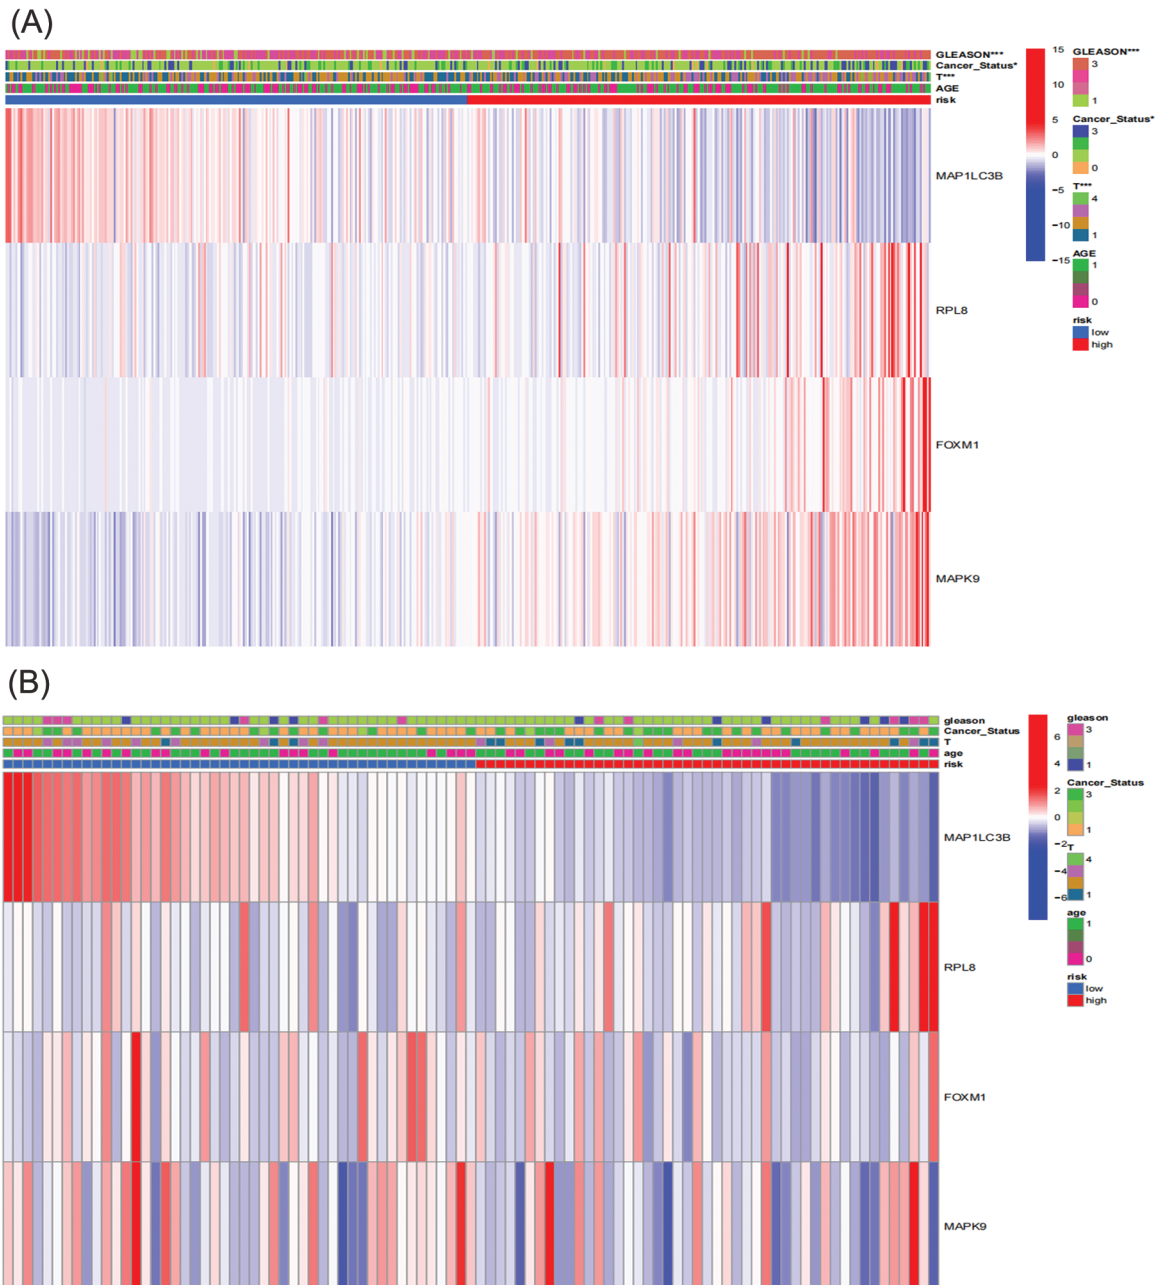 (A)
GLEASON***
Cancer_Status*
T***
AGE
risk
MAP1LC3B
RPL8
FOXM1
MAPK9
15
10
5
0
−5
−10
−15
GLEASON***
3
1
Cancer_Status*
3
0
T***
4
1
AGE
1
0
risk
low
high
(B)
gleason
Cancer_Status
T
age
risk
MAP1LC3B
RPL8
FOXM1
MAPK9
6
4
2
0
−2
−4
−6
gleason
3
1
Cancer_Status
3
1
T
4
1
age
1
0
risk
low
high